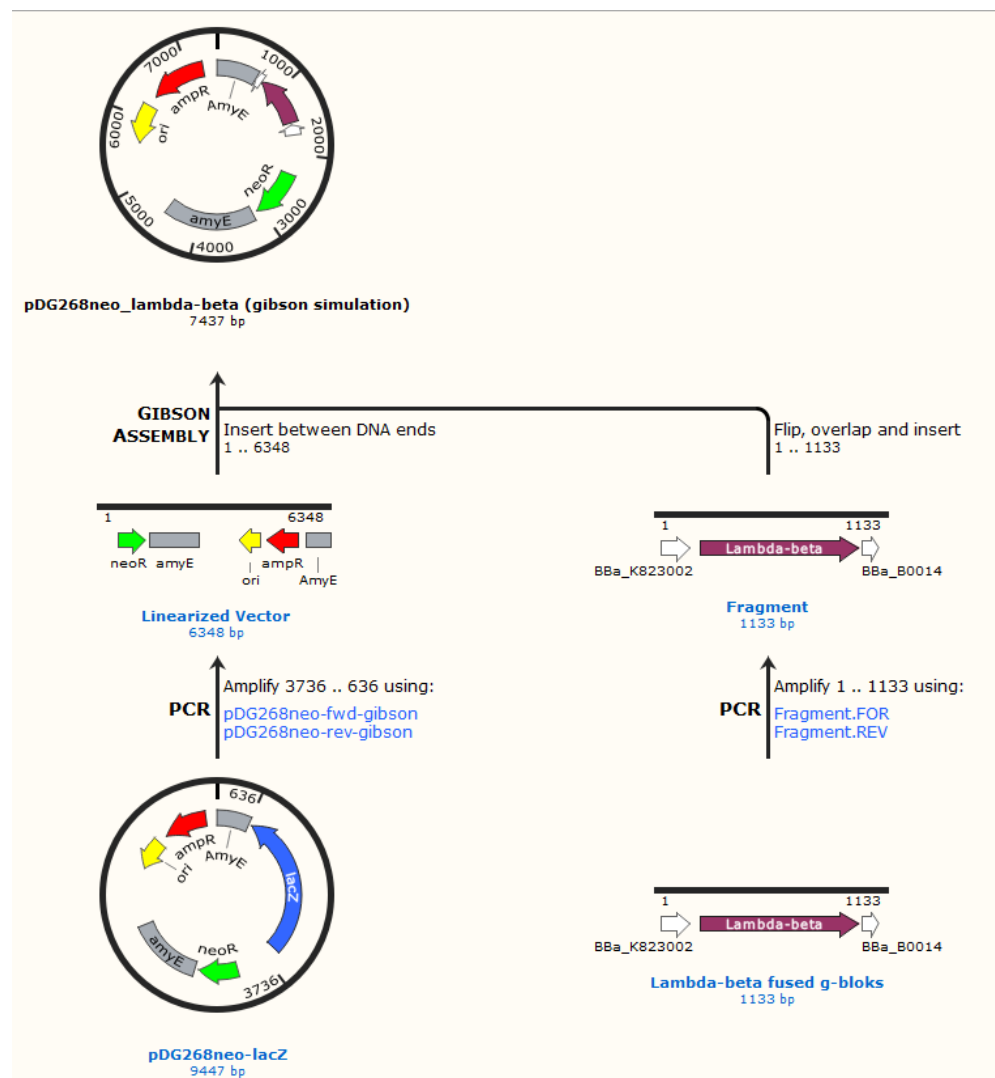 7000
1000
ampR
AmyE
6000
ori
2000
neoR
5000
amyE
3000
4000
pDG268neo_lambda-beta (gibson simulation)
7437 bp
GIBSON
ASSEMBLY
Insert between DNA ends
1 .. 6348
Flip, overlap and insert
1 .. 1133
1
6348
neoR
amyE
ori
ampR
AmyE
Linearized Vector
6348 bp
1
1133
Lambda-beta
BBa_K823002
BBa_B0014
Fragment
1133 bp
PCR
Amplify 3736 .. 636 using:
pDG268neo-fwd-gibson
pDG268neo-rev-gibson
PCR
Amplify 1 .. 1133 using:
Fragment.FOR
Fragment.REV
636
ampR
AmyE
ori
lacZ
amyE
neoR
3736
pDG268neo-lacZ
9447 bp
1
1133
Lambda-beta
BBa_K823002
BBa_B0014
Lambda-beta fused g-bloks
1133 bp